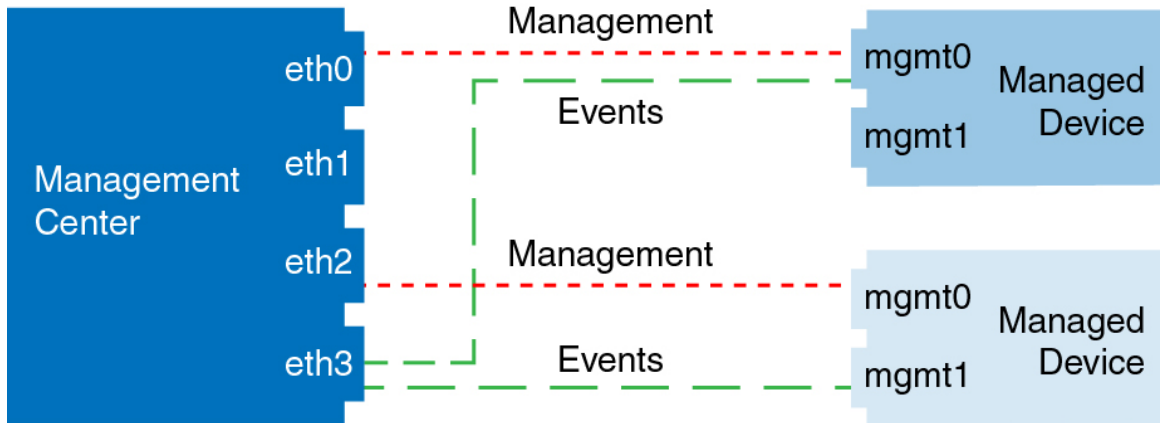 Management
eth0
mgmt0
Managed
Device
Events
mgmt1
eth1
Management
Center
eth2
Management
mgmt0
Managed
Device
eth3
Events
mgmt1